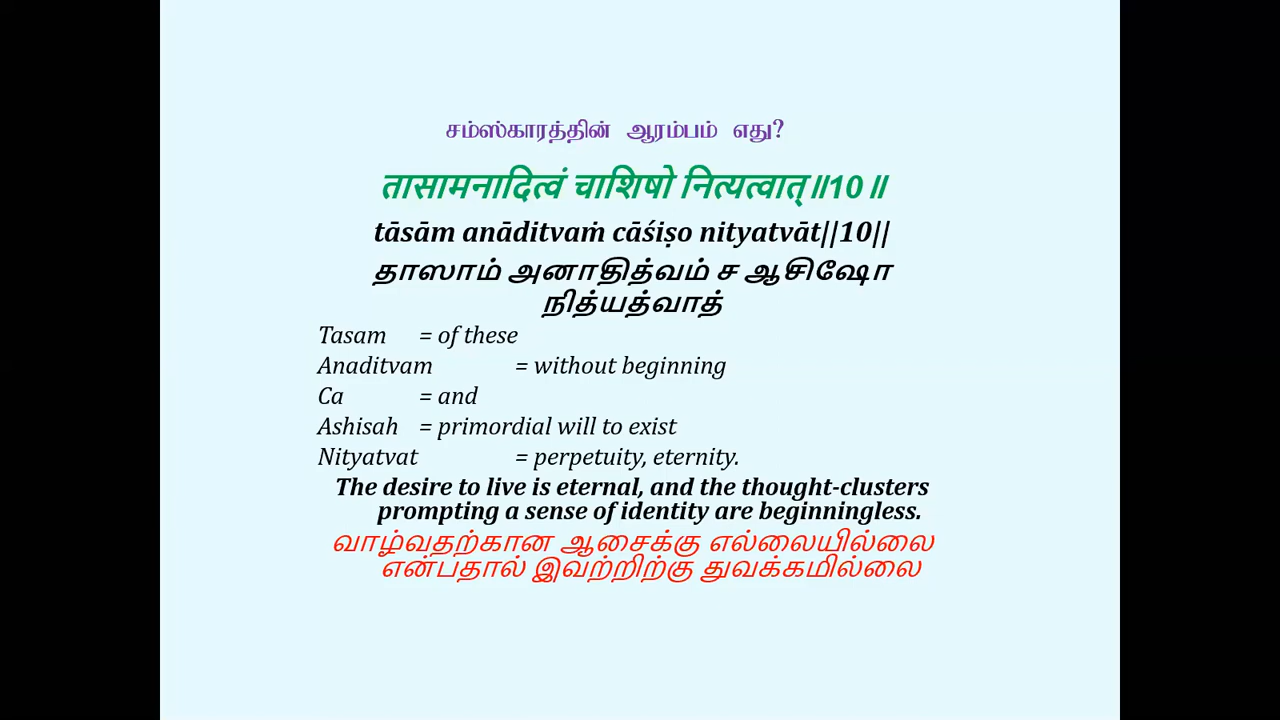 சம்ஸ்காரத்தின் ஆரம்பம் எது?
तासामनादित्वं चाशिषो नित्यत्वात्॥10॥
tāsām anāditvaṁ cāśiṣo nityatvāt||10||
தாஸாம் அனாதித்வம் ச ஆசிஷோ
நித்யத்வாத்
Tasam = of these
Anaditvam = without beginning
Ca = and
Ashisah = primordial will to exist
Nityatvat = perpetuity, eternity.
The desire to live is eternal, and the thought-clusters
prompting a sense of identity are beginningless.
வாழ்வதற்கான ஆசைக்கு எல்லையில்லை
என்பதால் இவற்றிற்கு துவக்கமில்லை